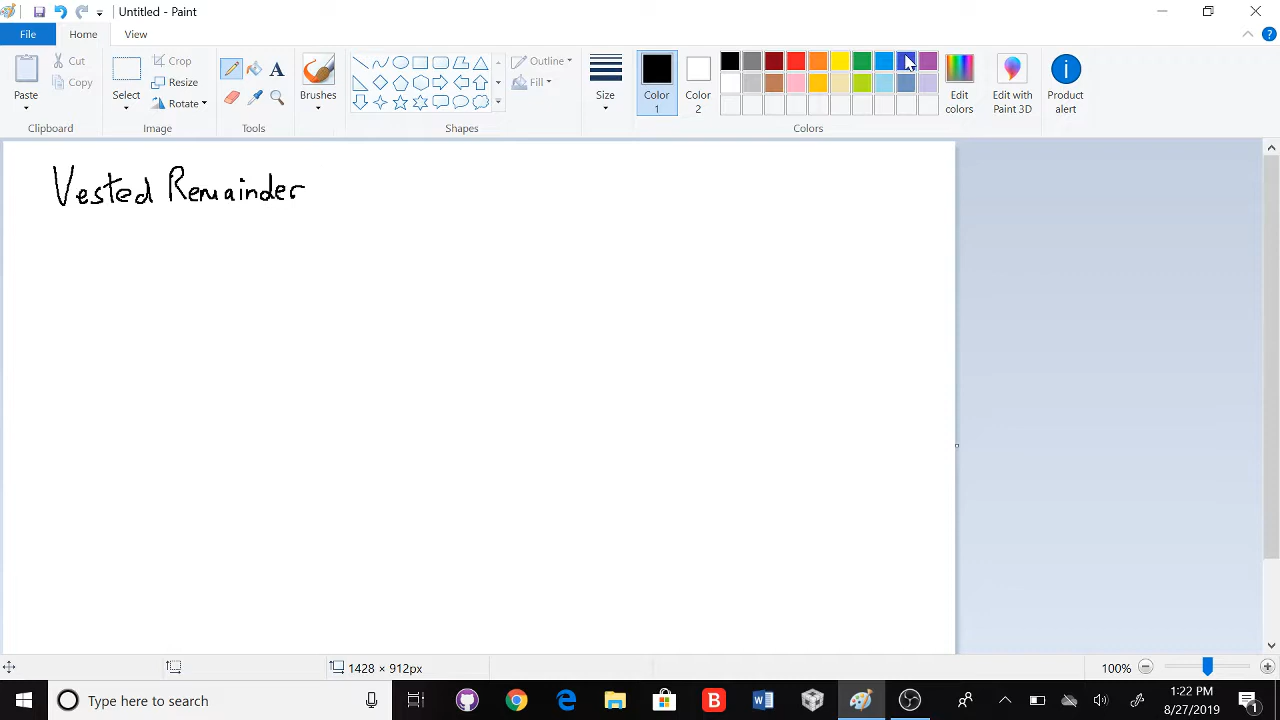 Untitled - Paint
File Home View
Paste
Cut
Copy
Clipboard
Select
Crop
Resize
Rotate
Image
Tools
Brushes
Outline
Fill
Shapes
Size
Color 1
Color 2
Edit colors
Colors
Edit with Paint 3D
Product alert
Vested Remainder
1428 × 912px
100%
Type here to search
1:22 PM
8/27/2019
1